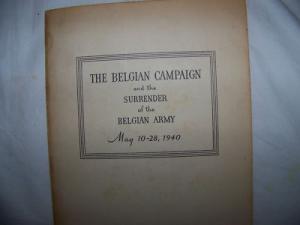 THE BELGIAN CAMPAIGN
and the
SURRENDER
of the
BELGIAN ARMY
May 10-28, 1940